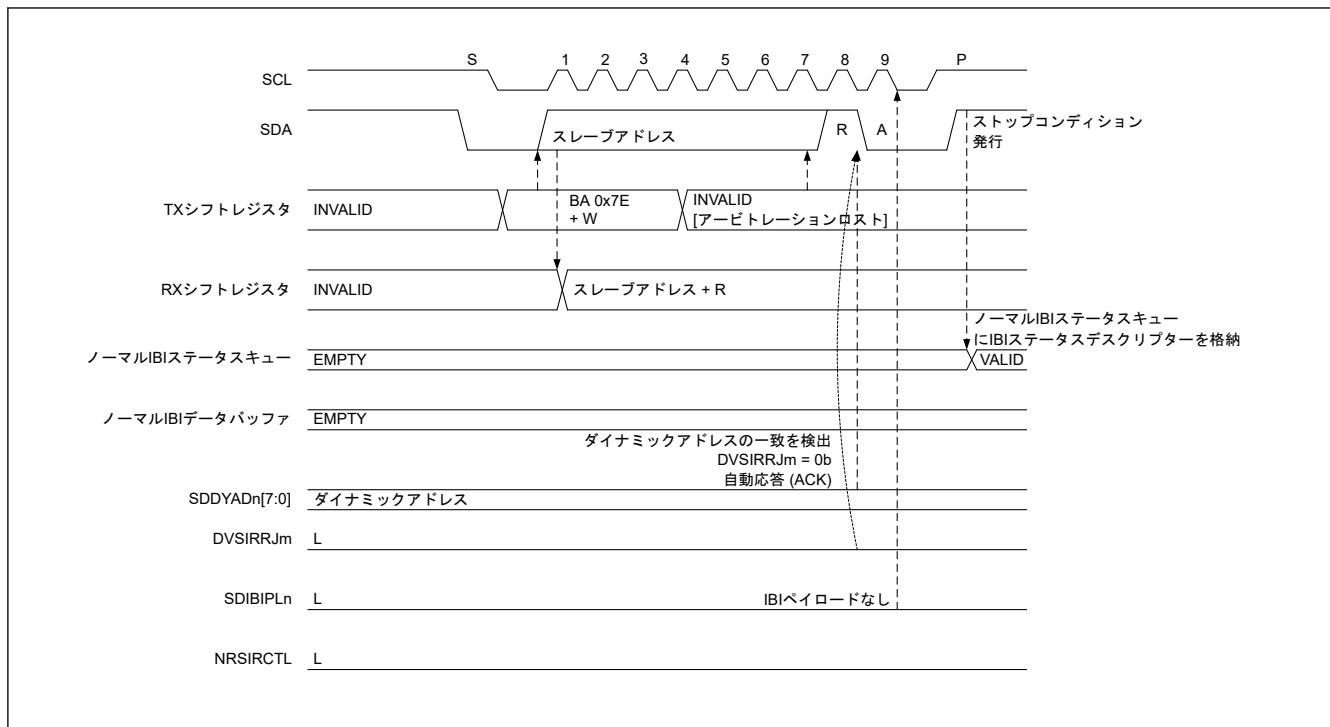 S 1 2 3 4 5 6 7 8 9 P
SCL
SDA
スレーブアドレス
R
A
ストップコンディション
発行
TXシフトレジスタ
INVALID
BA 0x7E
+ W
INVALID
[アービトレーションロスト]
RXシフトレジスタ
INVALID
スレーブアドレス + R
ノーマルIBIステータスキュー
にIBIステータスデスクリプターを格納
ノーマルIBIステータスキュー
EMPTY
VALID
ノーマルIBIデータバッファ
EMPTY
ダイナミックアドレスの一致を検出
DVSIRRJm = 0b
自動応答 (ACK)
SDDYADn[7:0]
ダイナミックアドレス
DVSIRRJm
L
SDIBIPLn
L
IBIペイロードなし
NRSIRCTL
L